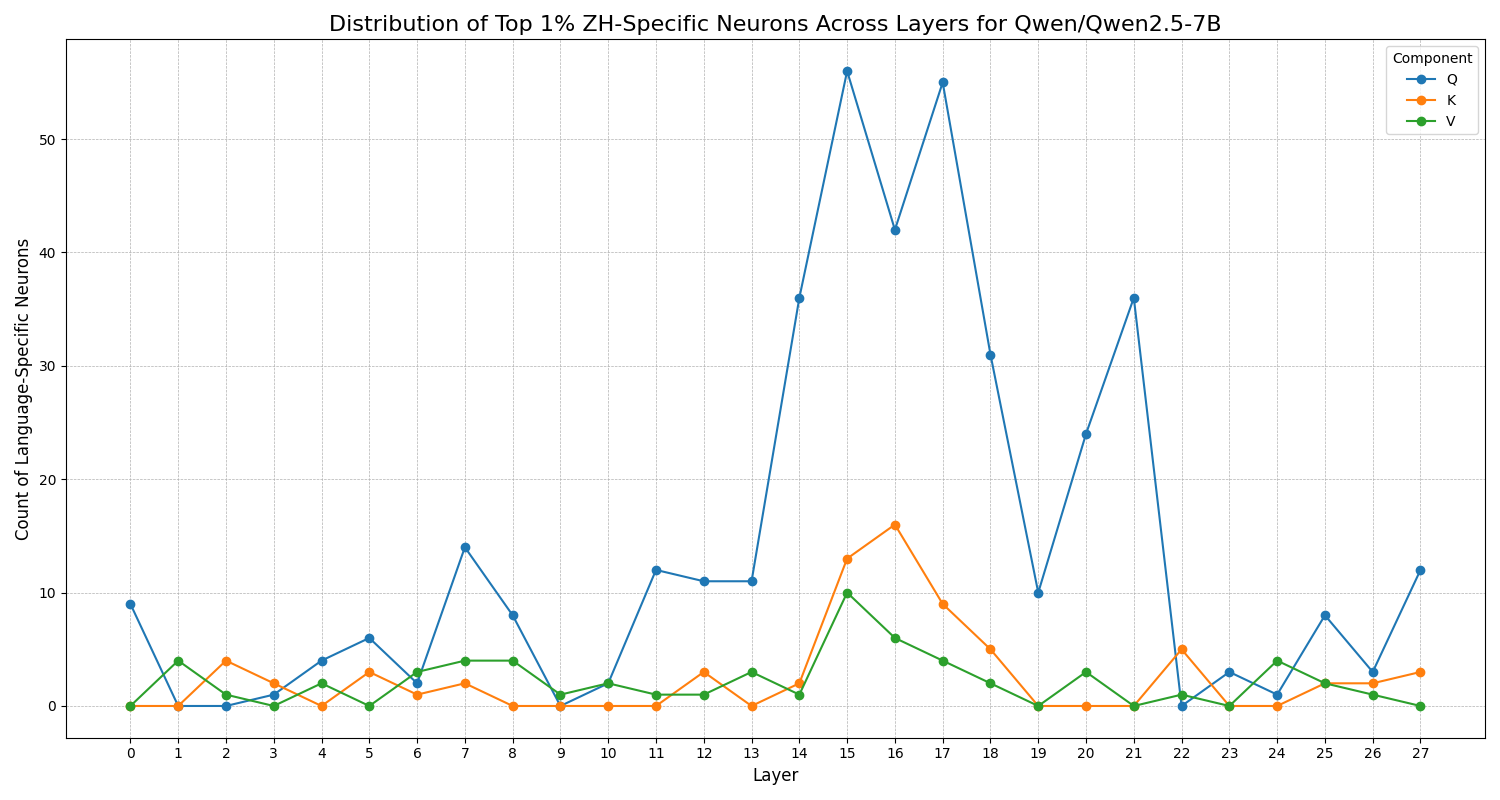 Distribution of Top 1% ZH-Specific Neurons Across Layers for Qwen/Qwen2.5-7B
Component
Q
K
V
Count of Language-Specific Neurons
50
40
30
20
10
0
0 1 2 3 4 5 6 7 8 9 10 11 12 13 14 15 16 17 18 19 20 21 22 23 24 25 26 27
Layer